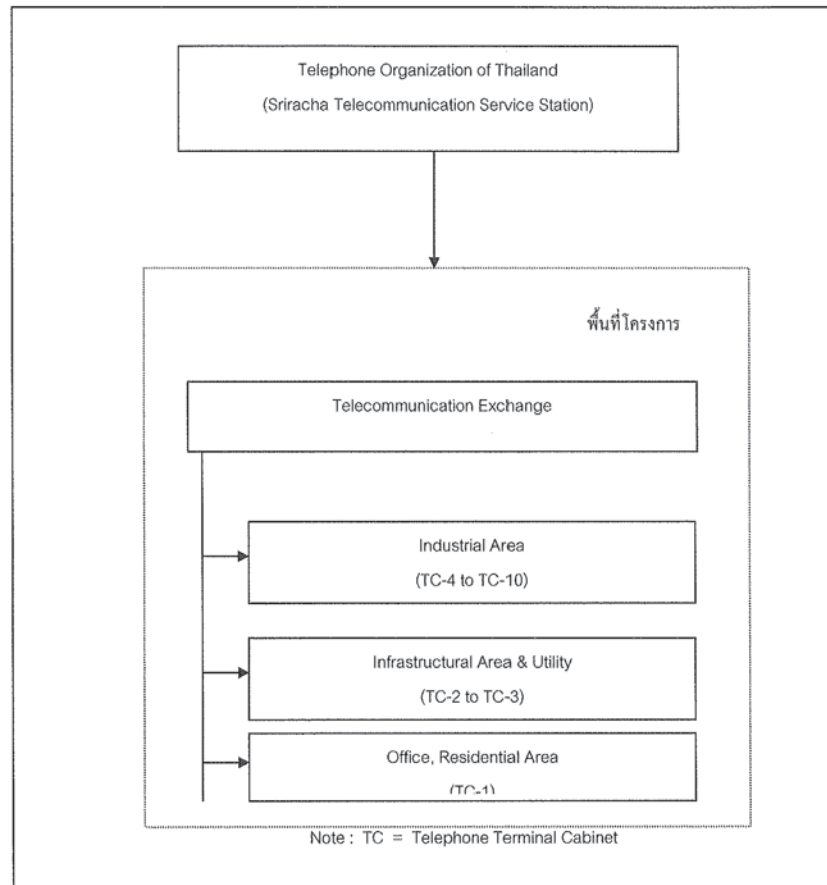 Telephone Organization of Thailand
(Sriracha Telecommunication Service Station)
พื้นที่โครงการ
Telecommunication Exchange
Industrial Area
(TC-4 to TC-10)
Infrastructural Area & Utility
(TC-2 to TC-3)
Office, Residential Area
(TC-1)
Note : TC = Telephone Terminal Cabinet